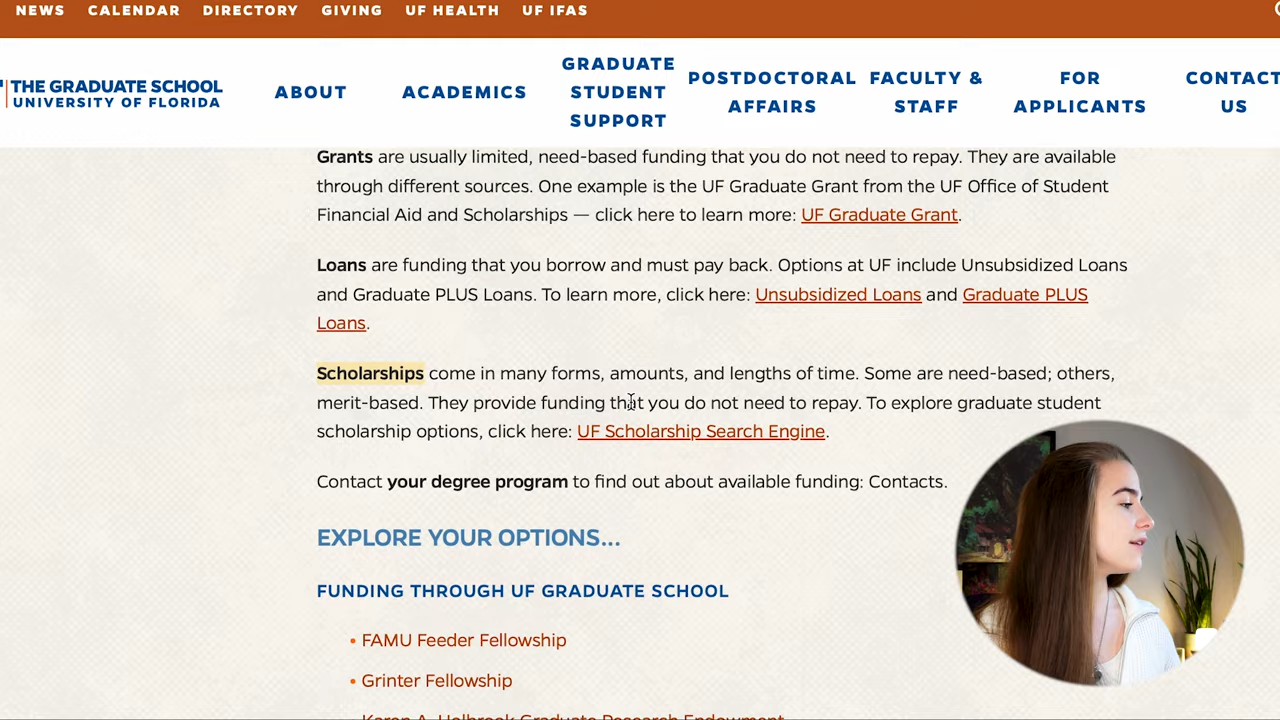 NEWS CALENDAR DIRECTORY GIVING UF HEALTH UF IFAS
THE GRADUATE SCHOOL
UNIVERSITY OF FLORIDA
ABOUT
ACADEMICS
GRADUATE
STUDENT
SUPPORT
POSTDOCTORAL
AFFAIRS
FACULTY &
STAFF
FOR
APPLICANTS
CONTACT
US
Grants are usually limited, need-based funding that you do not need to repay. They are available
through different sources. One example is the UF Graduate Grant from the UF Office of Student
Financial Aid and Scholarships — click here to learn more: UF Graduate Grant.
Loans are funding that you borrow and must pay back. Options at UF include Unsubsidized Loans
and Graduate PLUS Loans. To learn more, click here: Unsubsidized Loans and Graduate PLUS
Loans.
Scholarships come in many forms, amounts, and lengths of time. Some are need-based; others,
merit-based. They provide funding that you do not need to repay. To explore graduate student
scholarship options, click here: UF Scholarship Search Engine.
Contact your degree program to find out about available funding: Contacts.
EXPLORE YOUR OPTIONS...
FUNDING THROUGH UF GRADUATE SCHOOL
• FAMU Feeder Fellowship
• Grinter Fellowship
Karen A. Holbrook Graduate Research Endowment